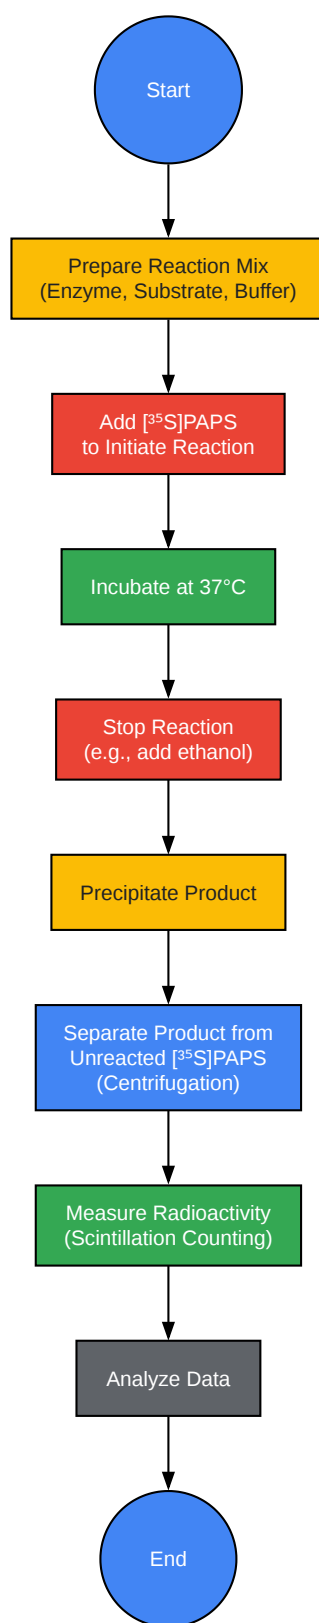 Start
Prepare Reaction Mix
(Enzyme, Substrate, Buffer)
Add [³⁵S]PAPS
to Initiate Reaction
Incubate at 37°C
Stop Reaction
(e.g., add ethanol)
Precipitate Product
Separate Product from
Unreacted [³⁵S]PAPS
(Centrifugation)
Measure Radioactivity
(Scintillation Counting)
Analyze Data
End